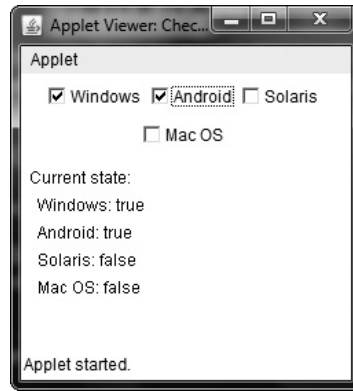 Applet Viewer: Chec...
Applet
Windows Android Solaris
Mac OS
Current state:
Windows: true
Android: true
Solaris: false
Mac OS: false
Applet started.